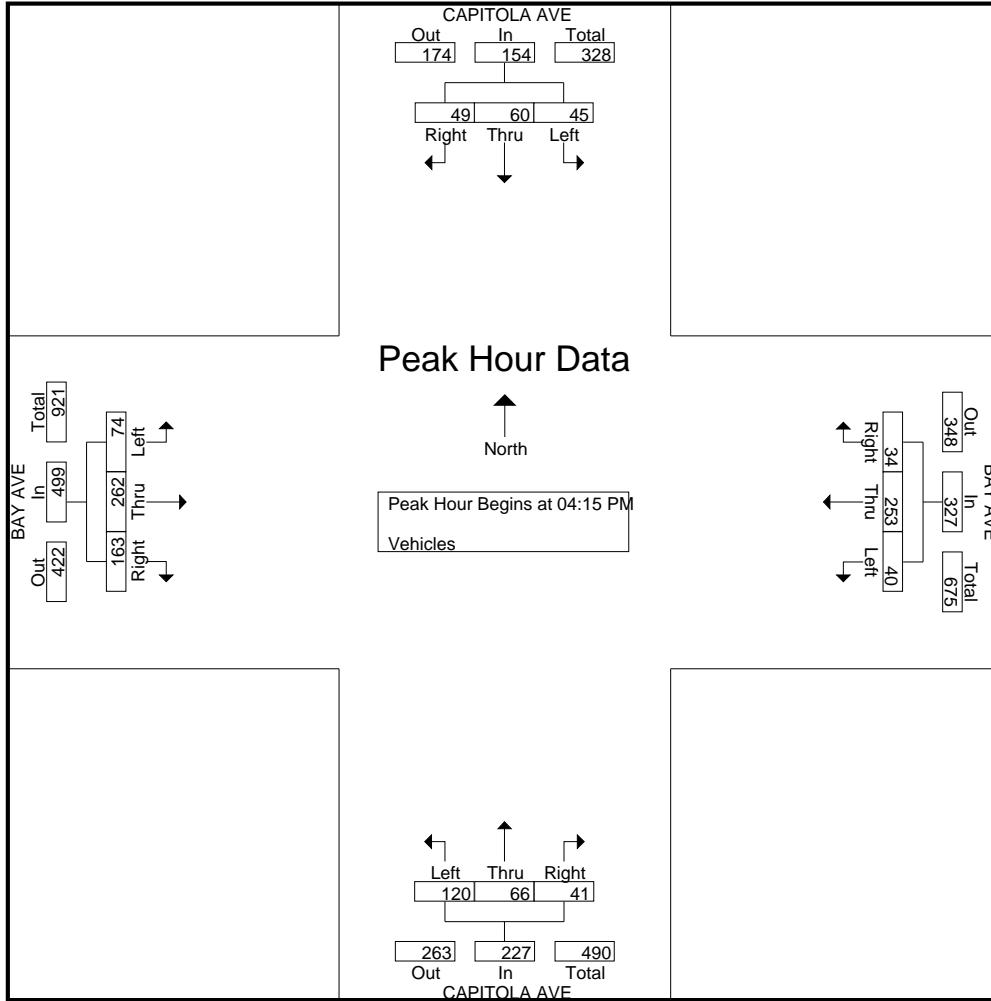 CAPITOLA AVE
Out In Total
174 154 328
49 60 45
Right Thru Left
Peak Hour Data
North
Peak Hour Begins at 04:15 PM
Vehicles
BAY AVE
Out In Total
422 499 921
Left Thru Right
74 262 163
BAY AVE
Out In Total
348 327 675
Right Thru Left
34 253 40
Left Thru Right
120 66 41
263 227 490
Out In Total
CAPITOLA AVE